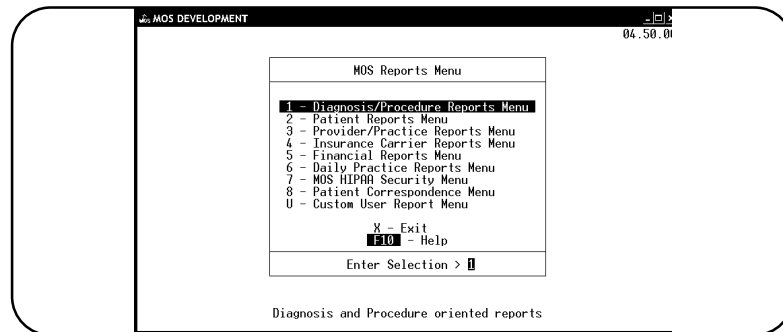 MOS DEVELOPMENT
04.50.0
MOS Reports Menu
1 - Diagnosis/Procedure Reports Menu
2 - Patient Reports Menu
3 - Provider/Practice Reports Menu
4 - Insurance Carrier Reports Menu
5 - Financial Reports Menu
6 - Daily Practice Reports Menu
7 - MOS HIPAA Security Menu
8 - Patient Correspondence Menu
U - Custom User Report Menu
X - Exit
F10 - Help
Enter Selection > 1
Diagnosis and Procedure oriented reports